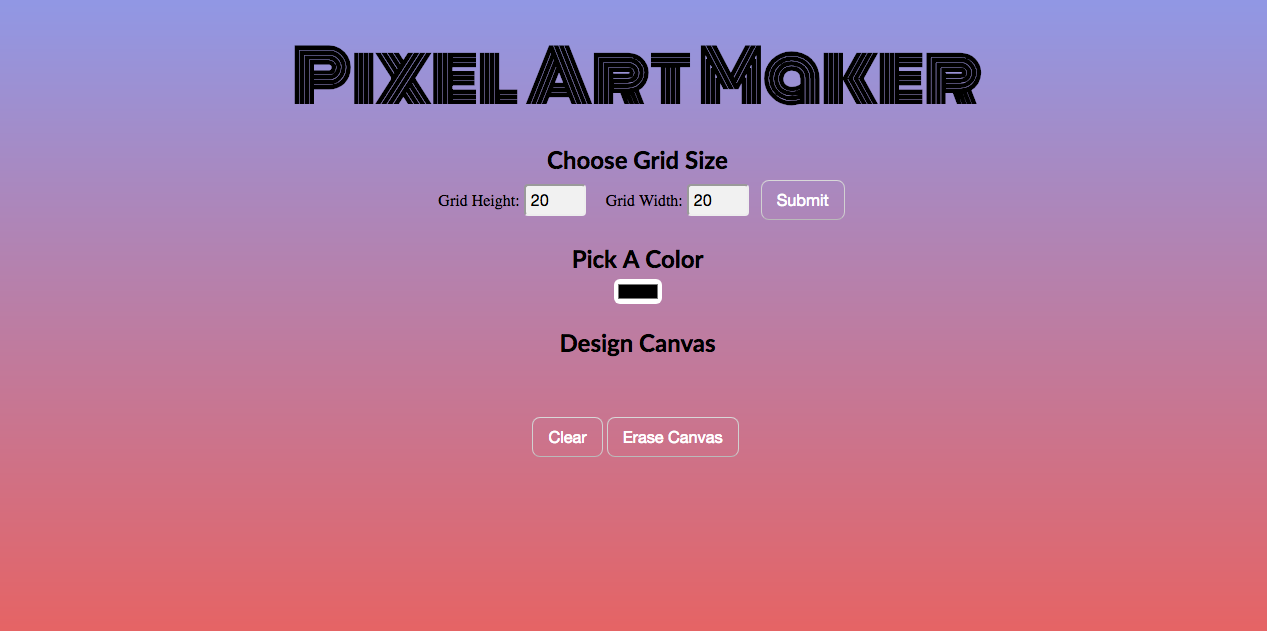 Pixel Art Maker
Choose Grid Size
Grid Height: 20 Grid Width: 20 Submit
Pick A Color
Design Canvas
Clear Erase Canvas